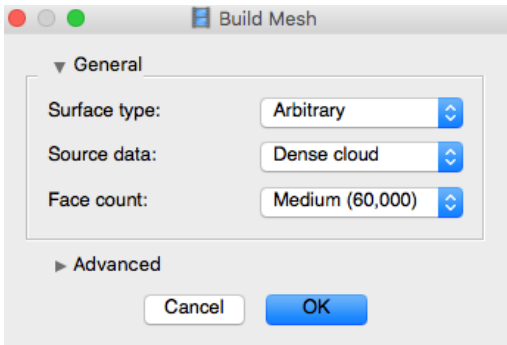 Build Mesh
General
Surface type: Arbitrary
Source data: Dense cloud
Face count: Medium (60,000)
Advanced
Cancel OK